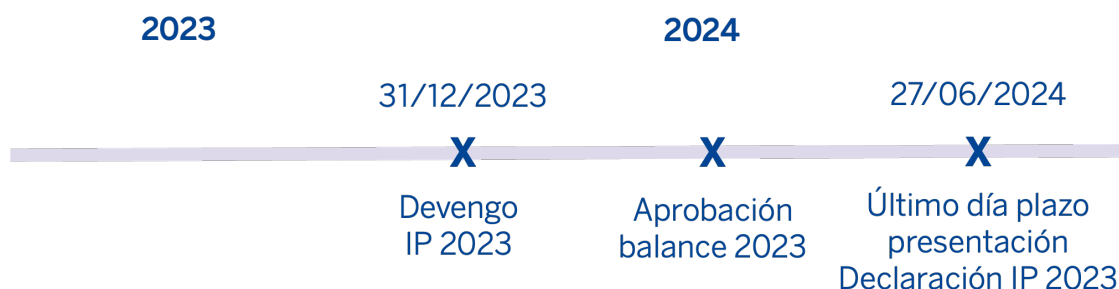 2023
2024
31/12/2023
27/06/2024
X
X
X
Devengo
IP 2023
Aprobación
balance 2023
Último día plazo
presentación
Declaración IP 2023